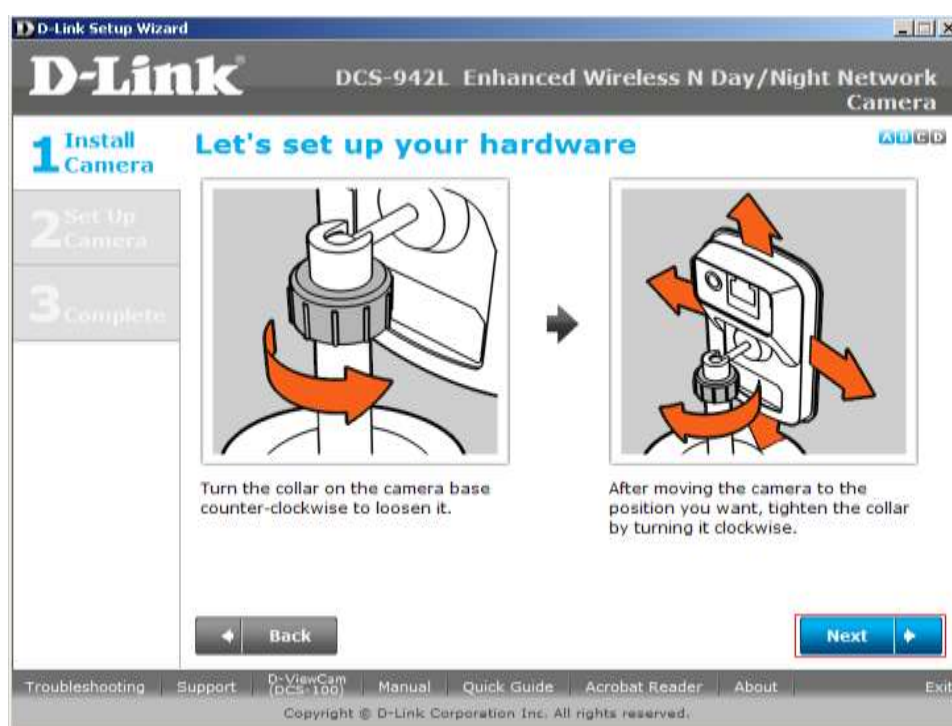 D-Link Setup Wizard
D-Link
DCS-942L Enhanced Wireless N Day/Night Network
Camera
1 Install
Camera
2 Set Up
Camera
3 Complete
Let's set up your hardware
A B C D
Turn the collar on the camera base
counter-clockwise to loosen it.
After moving the camera to the
position you want, tighten the collar
by turning it clockwise.
Back
Next
Troubleshooting
Support
D-ViewCam
(DCS-100)
Manual
Quick Guide
Acrobat Reader
About
Exit
Copyright © D-Link Corporation Inc. All rights reserved.